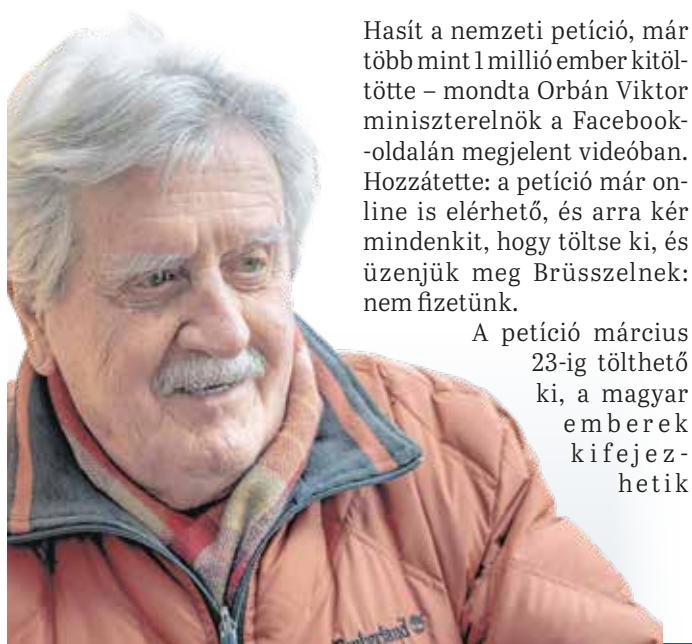 Hasít a nemzeti petíció, már
több mint 1 millió ember kitöl-
tötte – mondta Orbán Viktor
miniszterelnök a Facebook-
-oldalán megjelent videóban.
Hozzátette: a petíció már on-
line is elérhető, és arra kér
mindenkit, hogy töltse ki, és
üzenjük meg Brüsszelnek:
nem fizetünk.
A petíció március
23-ig tölthető
ki, a magyar
emberek
kifejez-
hetik
Timberland